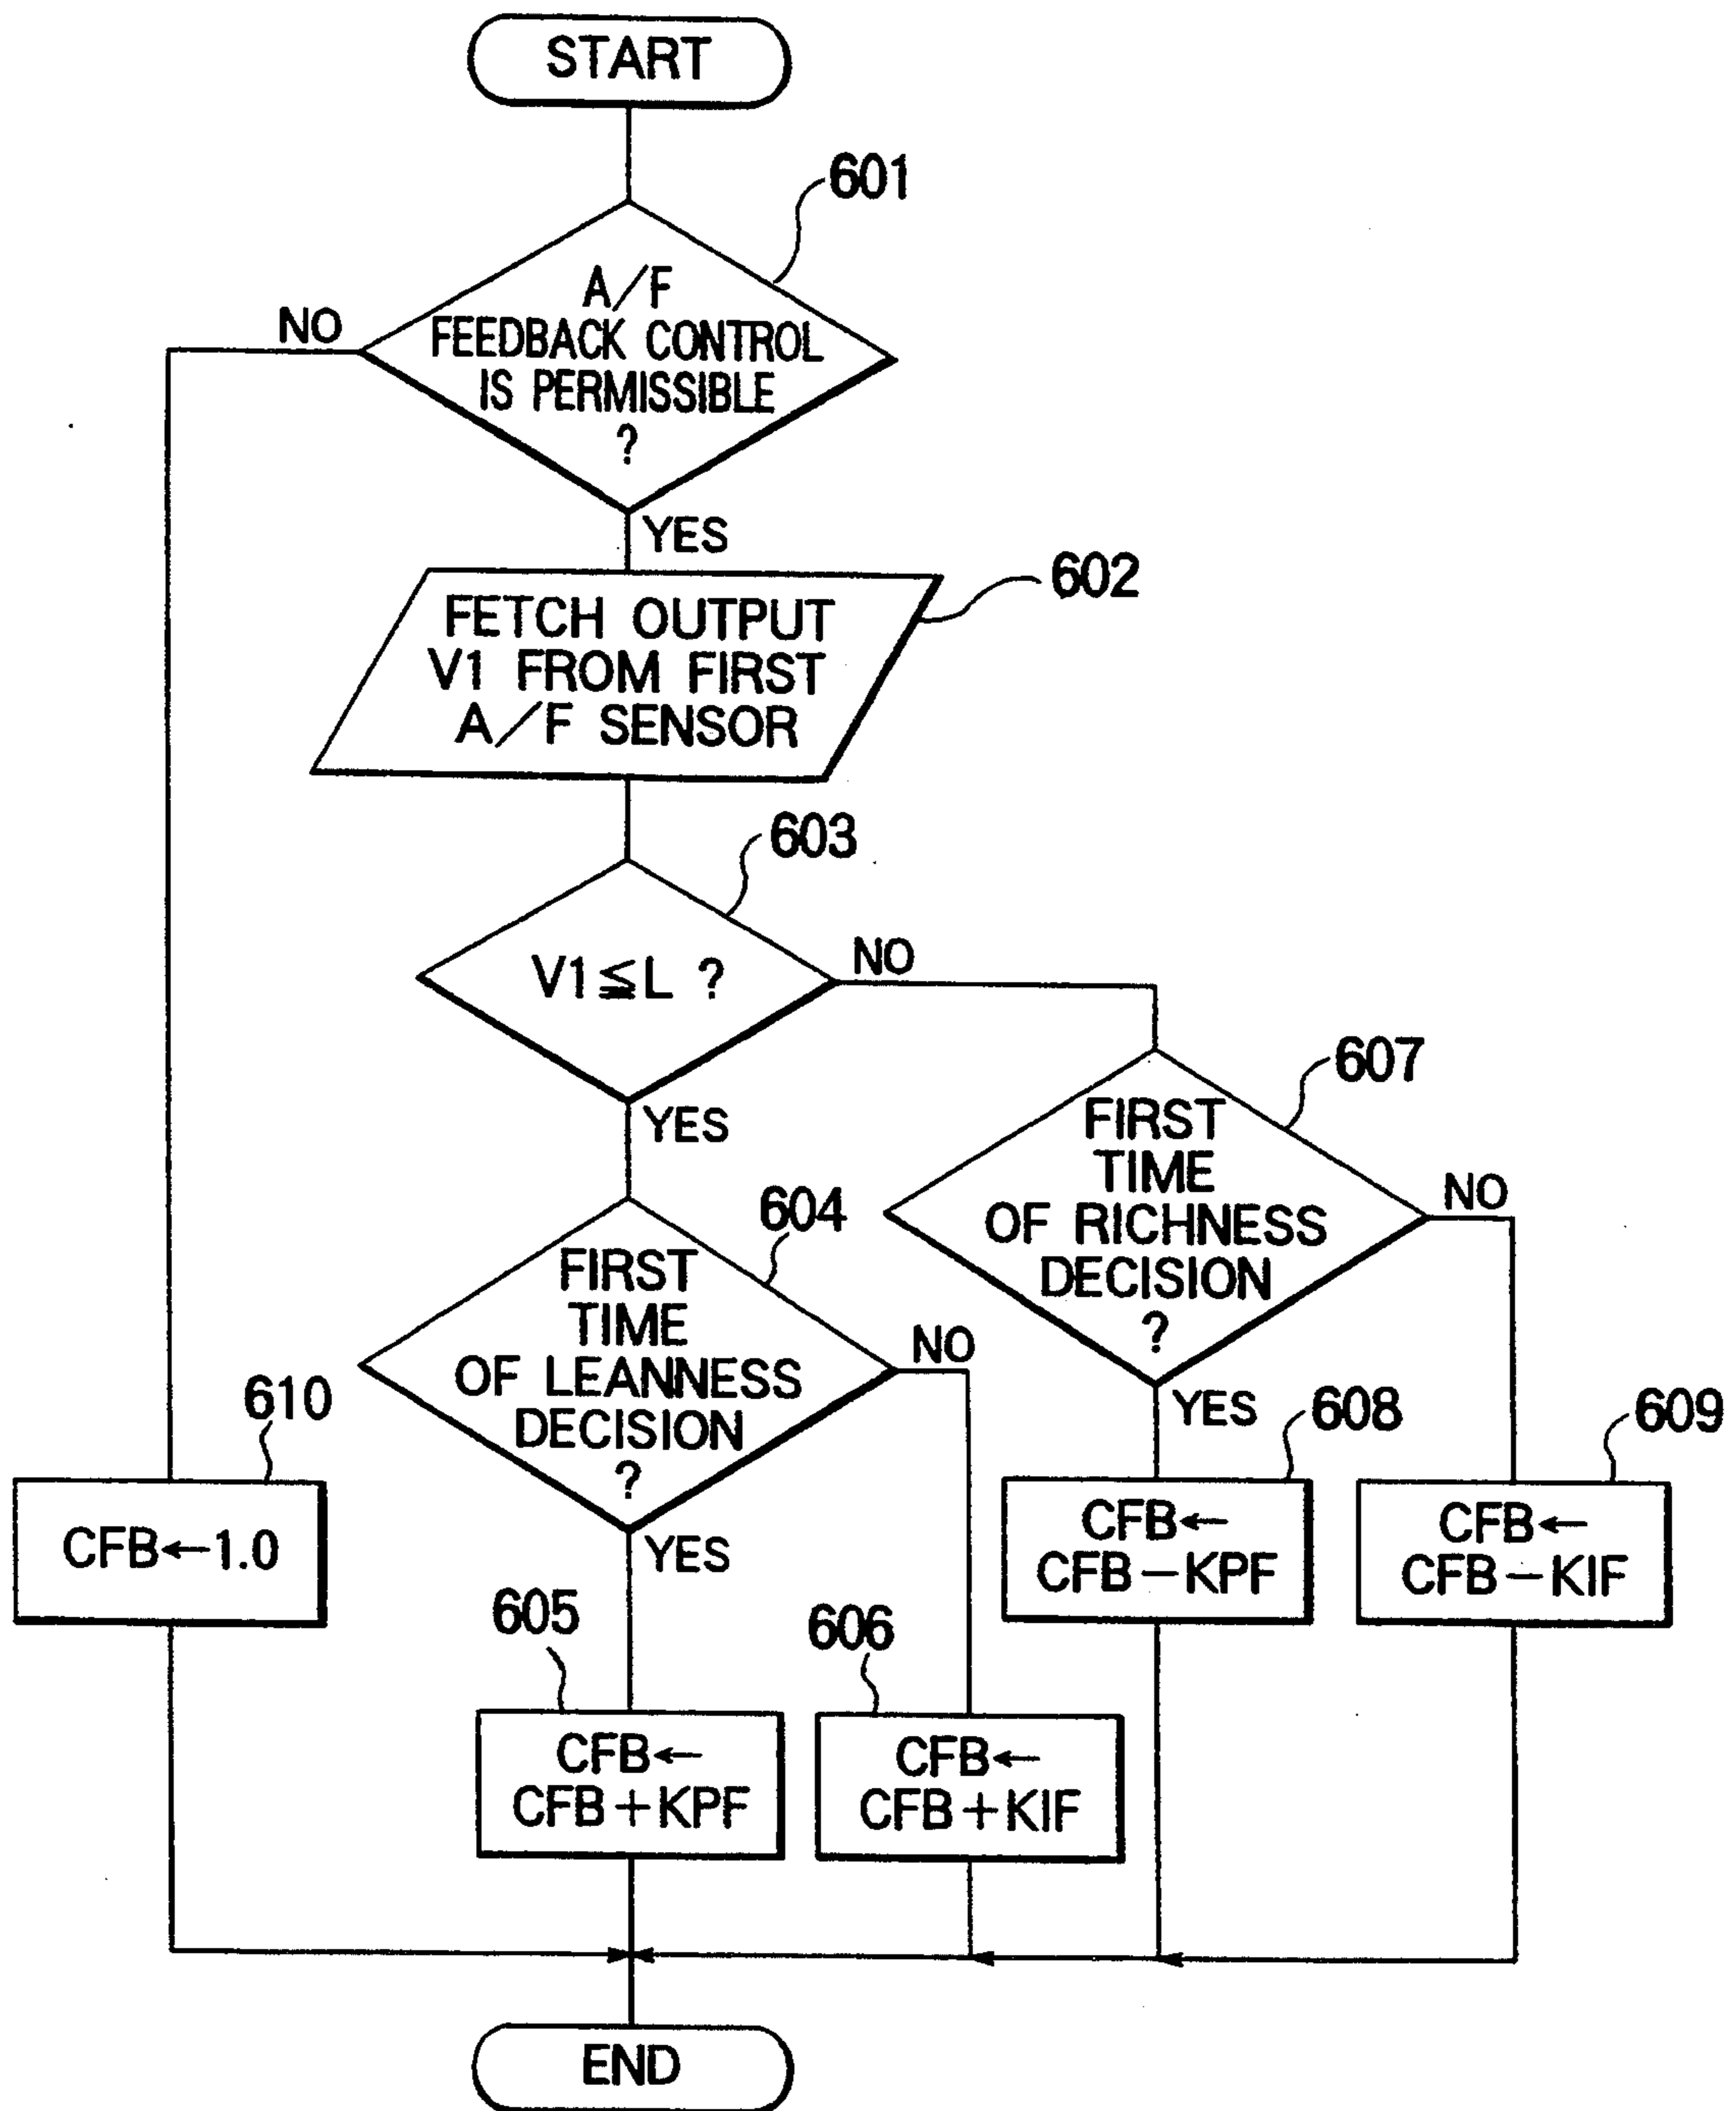 START
601
A/F
FEEDBACK CONTROL
IS PERMISSIBLE
?
NO
YES
602
FETCH OUTPUT
V1 FROM FIRST
A/F SENSOR
603
V1≦L ?
NO
YES
607
FIRST
TIME
OF RICHNESS
DECISION
?
NO
YES
604
FIRST
TIME
OF LEANNESS
DECISION
?
NO
YES
610
CFB←1.0
608
CFB←
CFB−KPF
609
CFB←
CFB−KIF
605
CFB←
CFB+KPF
606
CFB←
CFB+KIF
END